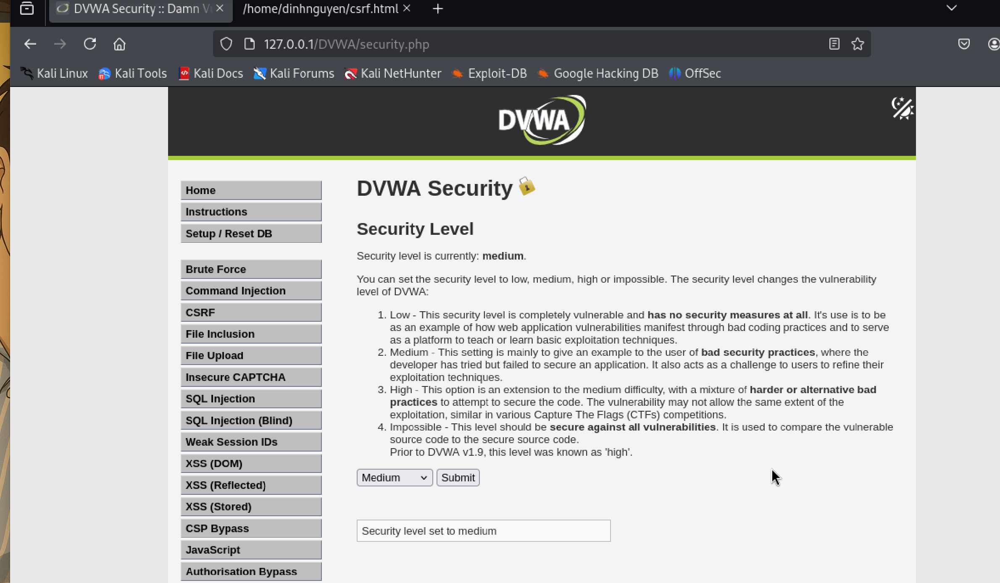 DVWA Security :: Damn Vu
/home/dinhnguyen/csrf.html
127.0.0.1/DVWA/security.php
Kali Linux Kali Tools Kali Docs Kali Forums Kali NetHunter Exploit-DB Google Hacking DB OffSec
DVWA
Home
Instructions
Setup / Reset DB
Brute Force
Command Injection
CSRF
File Inclusion
File Upload
Insecure CAPTCHA
SQL Injection
SQL Injection (Blind)
Weak Session IDs
XSS (DOM)
XSS (Reflected)
XSS (Stored)
CSP Bypass
JavaScript
Authorisation Bypass
DVWA Security
Security Level
Security level is currently: medium.
You can set the security level to low, medium, high or impossible. The security level changes the vulnerability
level of DVWA:
1. Low - This security level is completely vulnerable and has no security measures at all. It's use is to be
as an example of how web application vulnerabilities manifest through bad coding practices and to serve
as a platform to teach or learn basic exploitation techniques.
2. Medium - This setting is mainly to give an example to the user of bad security practices, where the
developer has tried but failed to secure an application. It also acts as a challenge to users to refine their
exploitation techniques.
3. High - This option is an extension to the medium difficulty, with a mixture of harder or alternative bad
practices to attempt to secure the code. The vulnerability may not allow the same extent of the
exploitation, similar in various Capture The Flags (CTFs) competitions.
4. Impossible - This level should be secure against all vulnerabilities. It is used to compare the vulnerable
source code to the secure source code.
Prior to DVWA v1.9, this level was known as 'high'.
Medium Submit
Security level set to medium